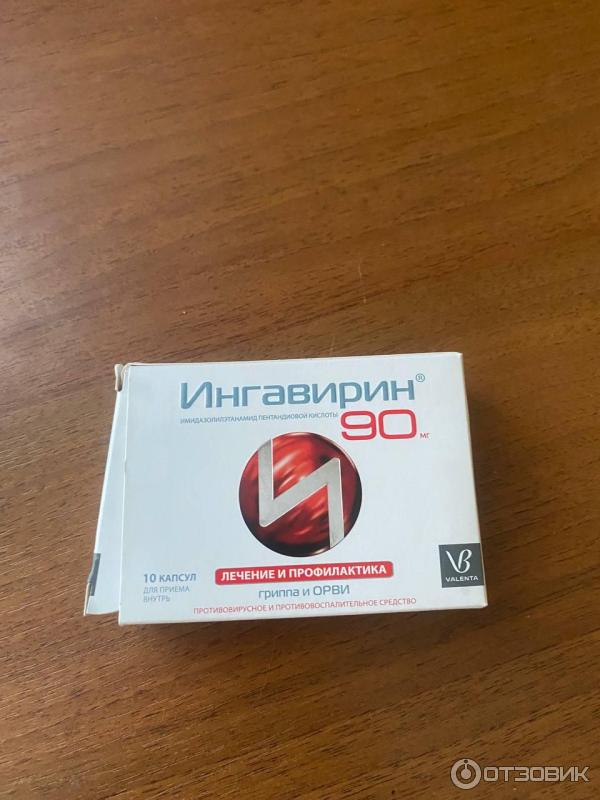 Ингавирин®
ИМИДАЗОЛИЛЭТАНАМИД ПЕНТАНДИОВОЙ КИСЛОТЫ
90 мг
ЛЕЧЕНИЕ И ПРОФИЛАКТИКА
гриппа и ОРВИ
ПРОТИВОВИРУСНОЕ И ПРОТИВОВОСПАЛИТЕЛЬНОЕ СРЕДСТВО
10 КАПСУЛ
ДЛЯ ПРИЕМА
ВНУТРЬ
VALENTA
ОТЗОВИК